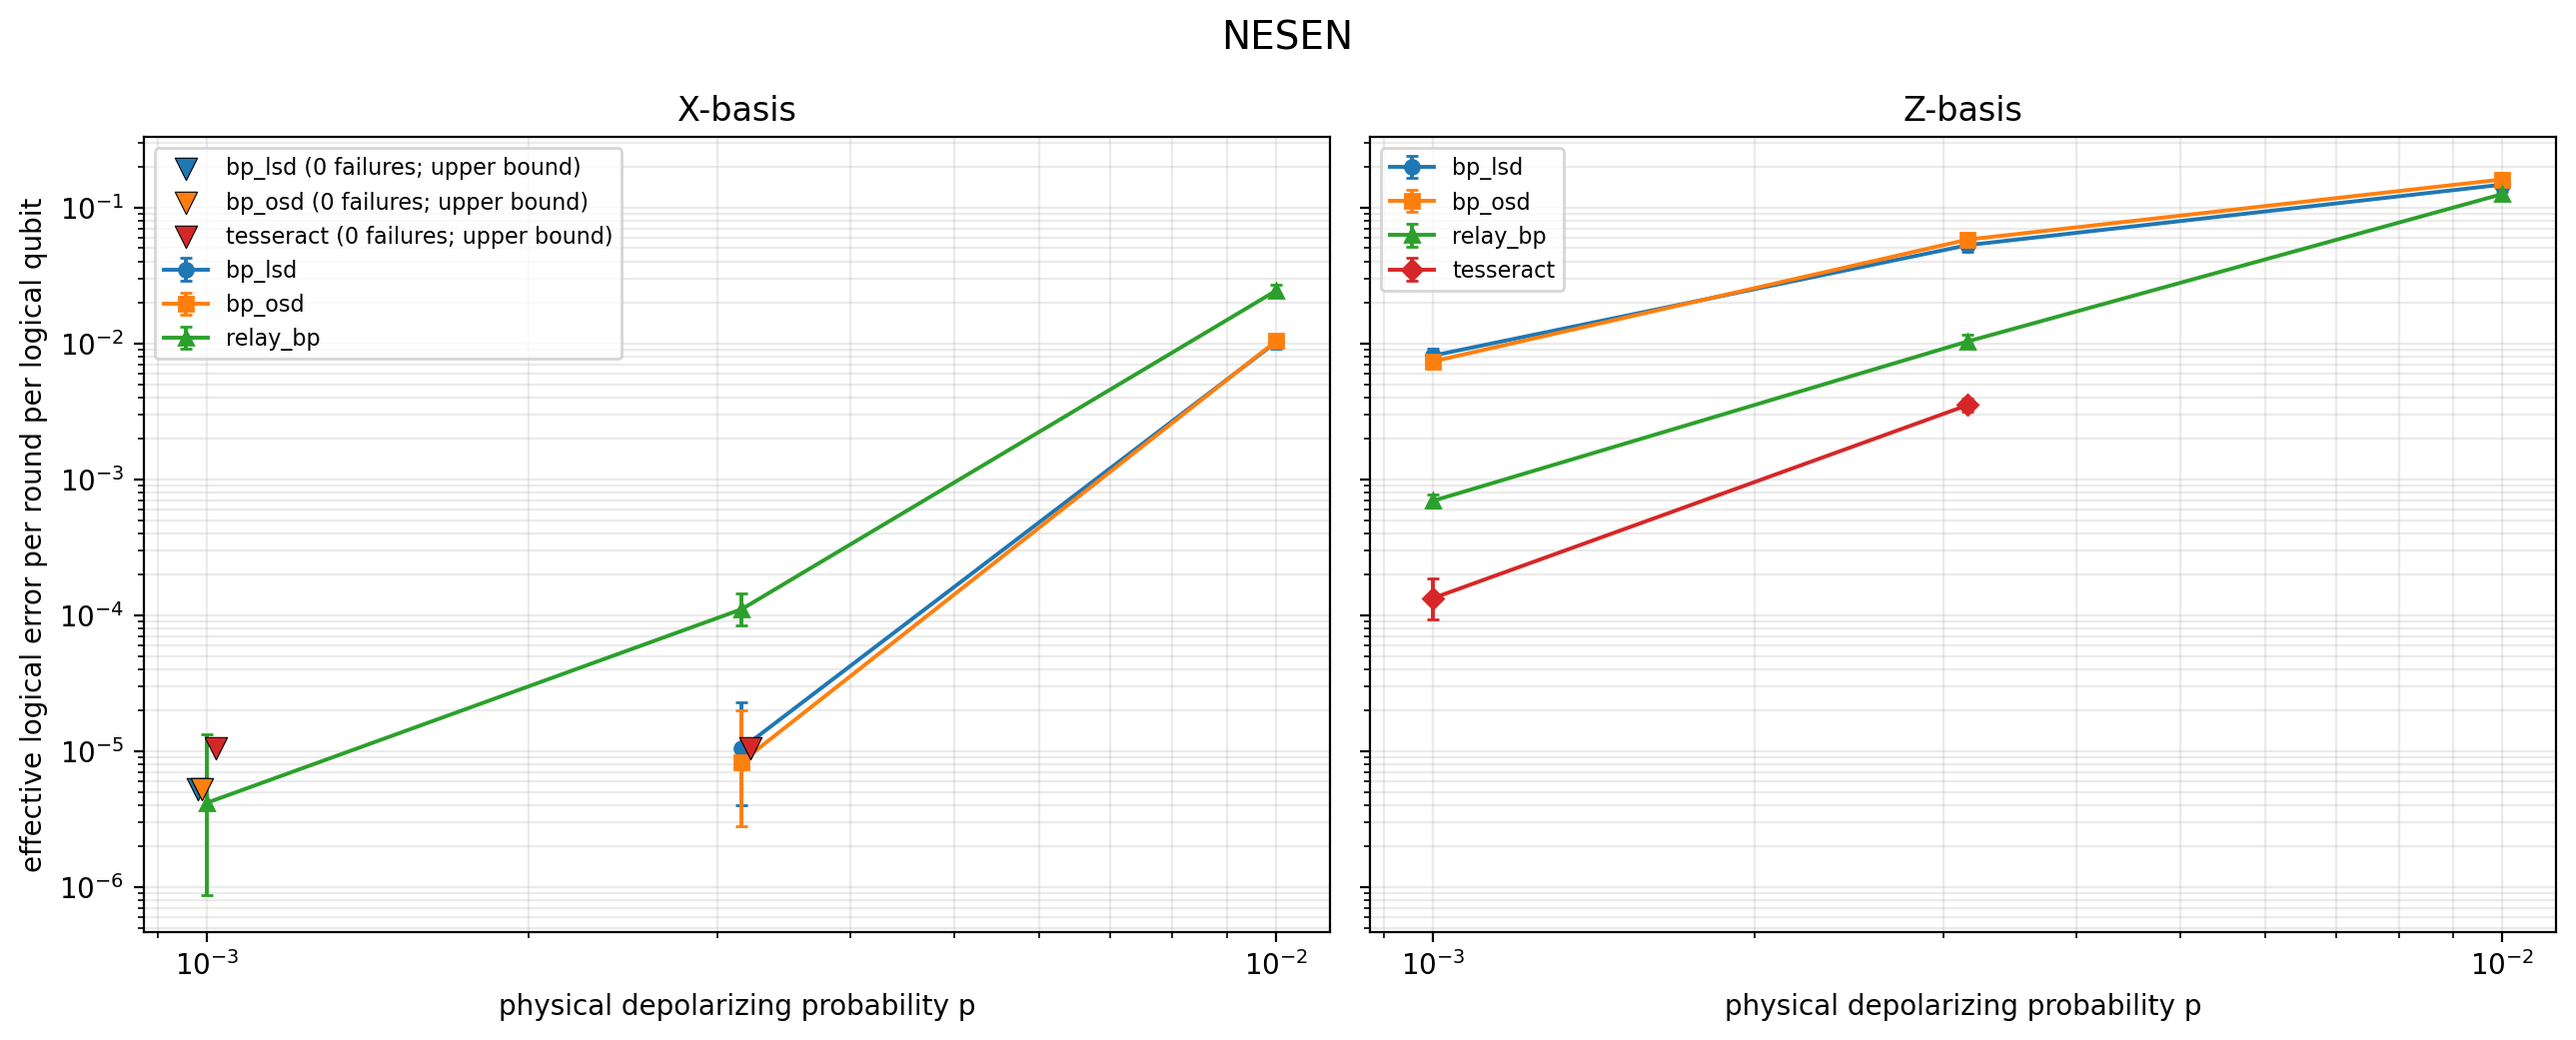 NESEN
X-basis
bp_lsd (0 failures; upper bound)
bp_osd (0 failures; upper bound)
tesseract (0 failures; upper bound)
bp_lsd
bp_osd
relay_bp
effective logical error per round per logical qubit
10⁻¹
10⁻²
10⁻³
10⁻⁴
10⁻⁵
10⁻⁶
10⁻³
10⁻²
physical depolarizing probability p
Z-basis
bp_lsd
bp_osd
relay_bp
tesseract
10⁻³
10⁻²
physical depolarizing probability p